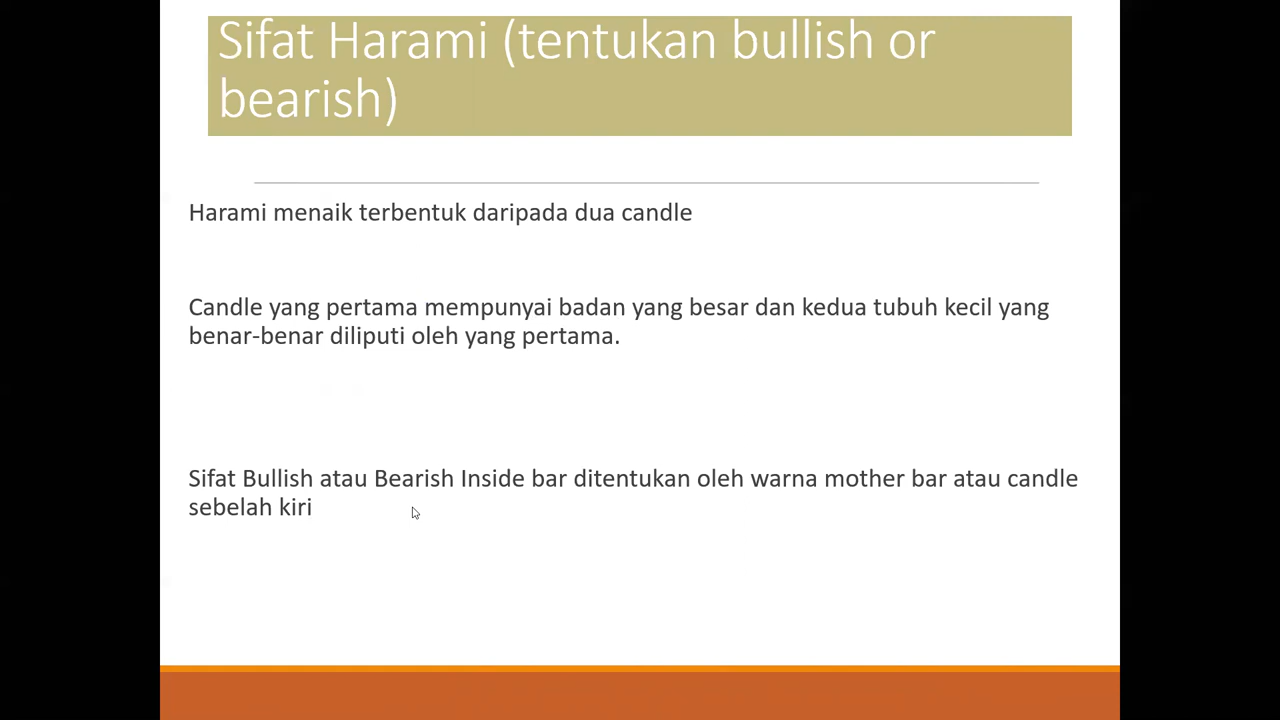 Sifat Harami (tentukan bullish or
bearish)
Harami menaik terbentuk daripada dua candle
Candle yang pertama mempunyai badan yang besar dan kedua tubuh kecil yang
benar-benar diliputi oleh yang pertama.
Sifat Bullish atau Bearish Inside bar ditentukan oleh warna mother bar atau candle
sebelah kiri